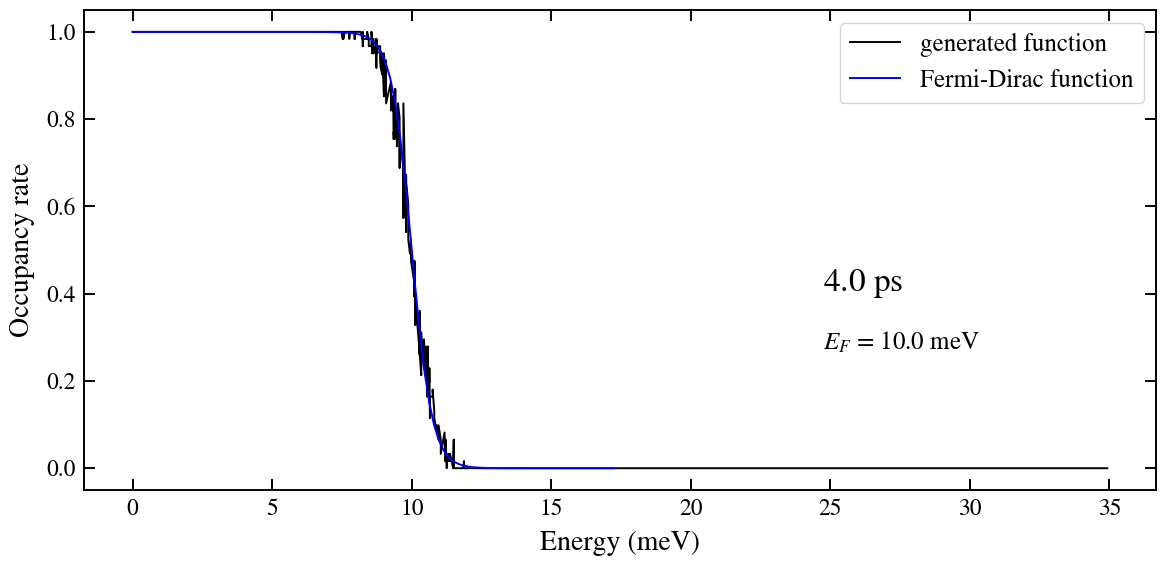 generated function
Fermi-Dirac function
Occupancy rate
1.0
0.8
0.6
0.4
0.2
0.0
4.0 ps
E_F = 10.0 meV
0 5 10 15 20 25 30 35
Energy (meV)